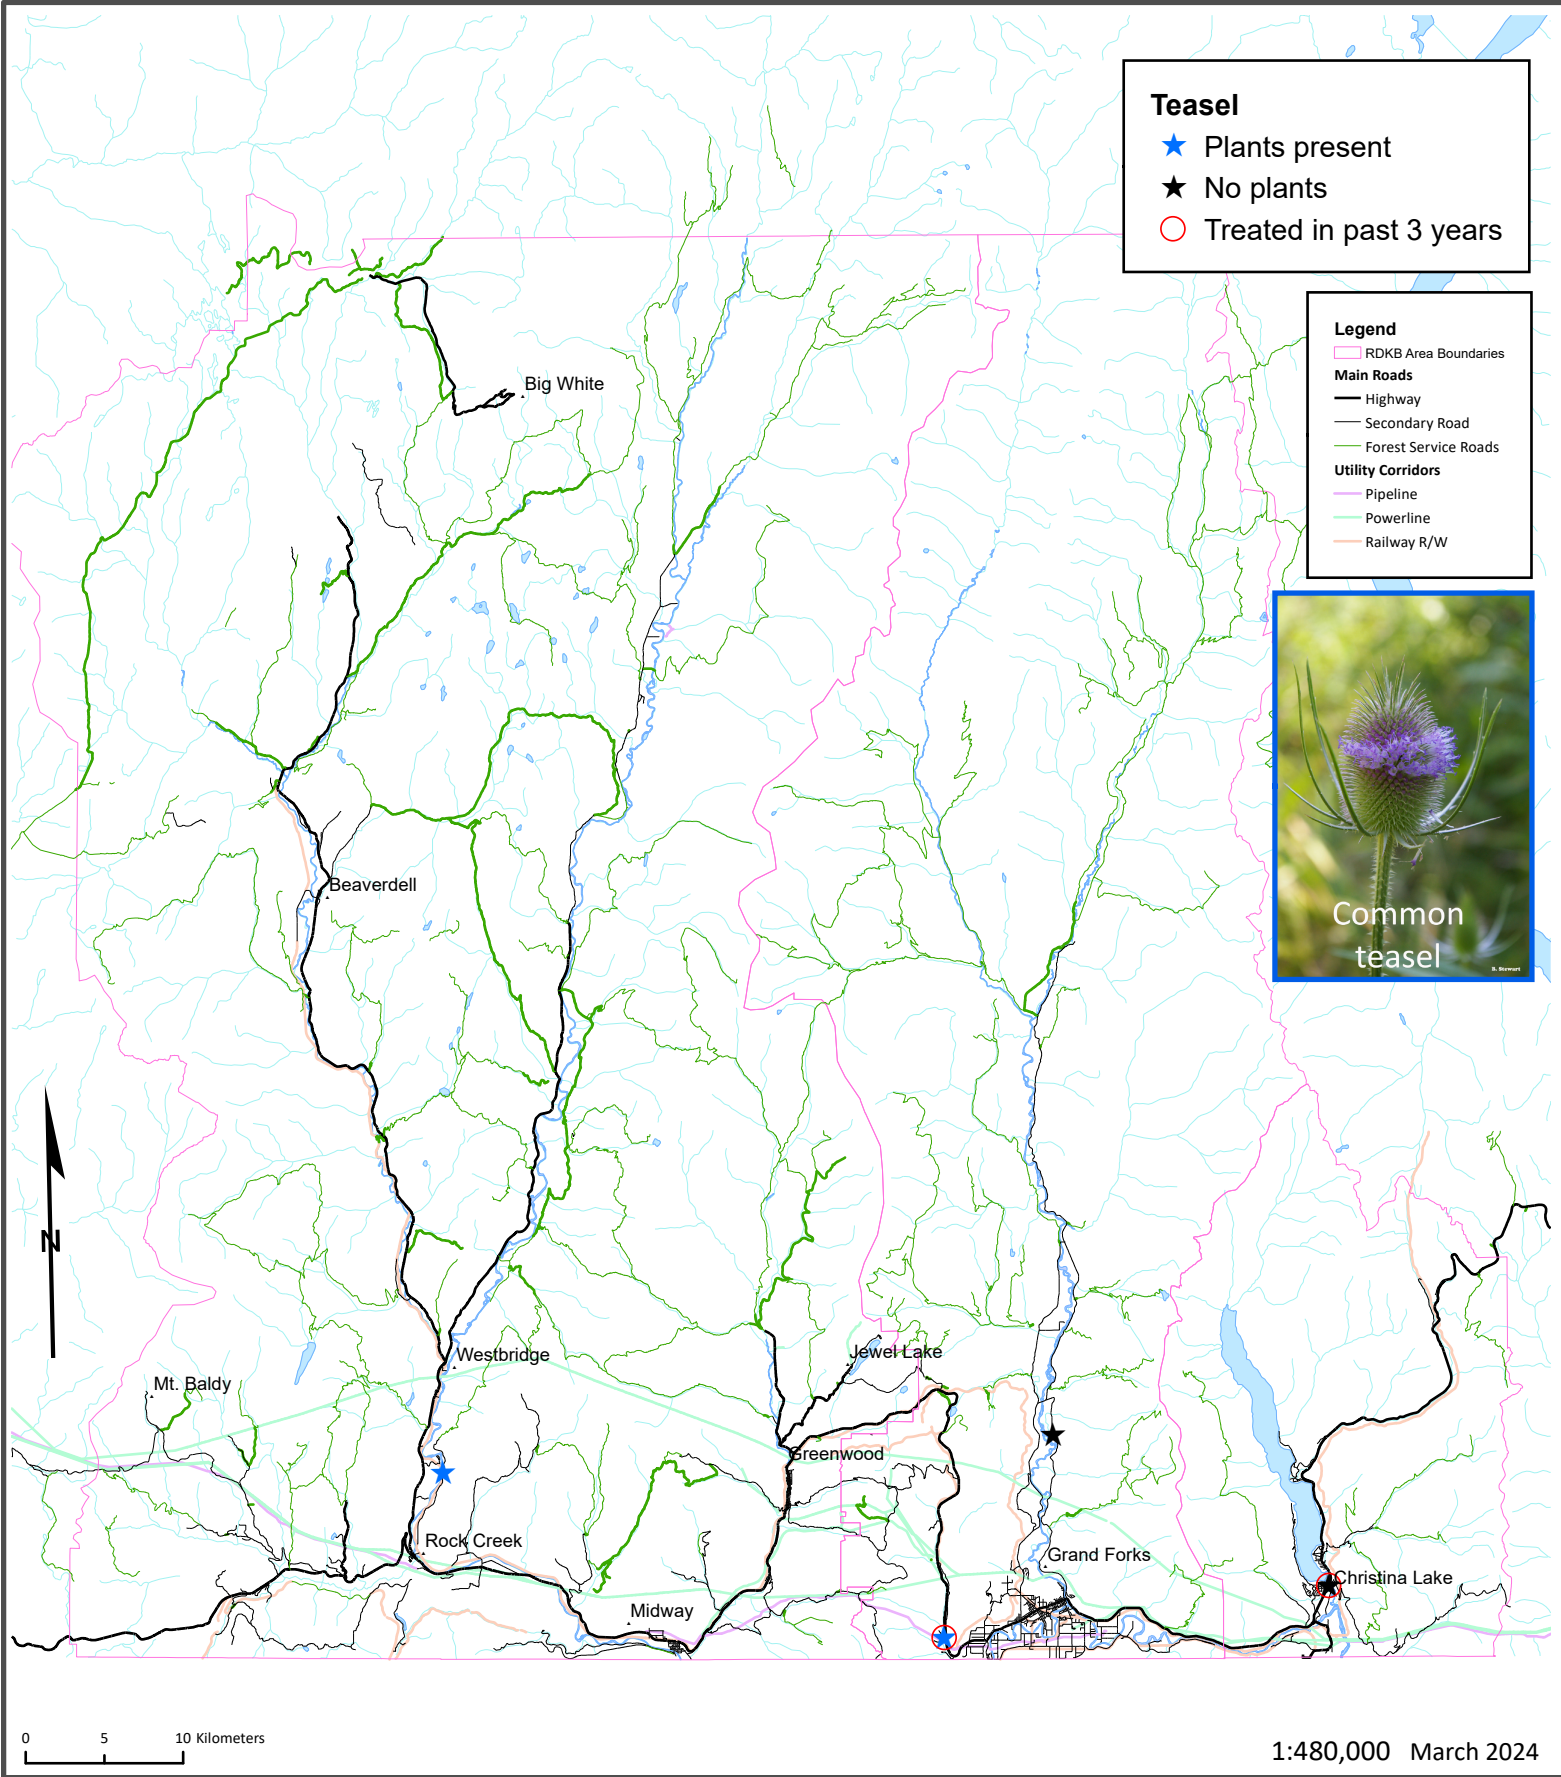 Teasel
Plants present
No plants
Treated in past 3 years
Legend
RDKB Area Boundaries
Main Roads
Highway
Secondary Road
Forest Service Roads
Utility Corridors
Pipeline
Powerline
Railway R/W
Big White
Beaverdell
Common
teasel
R. Stewart
N
Westbridge
Jewel Lake
Mt. Baldy
Greenwood
Rock Creek
Grand Forks
Christina Lake
Midway
0 5 10 Kilometers
1:480,000 March 2024